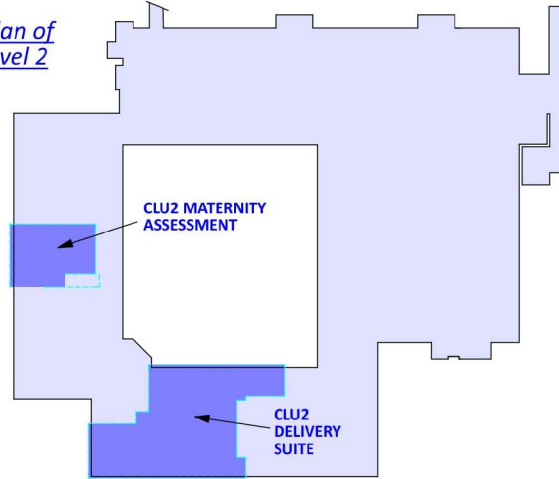 lan of
vel 2
CLU2 MATERNITY
ASSESSMENT
CLU2
DELIVERY
SUITE